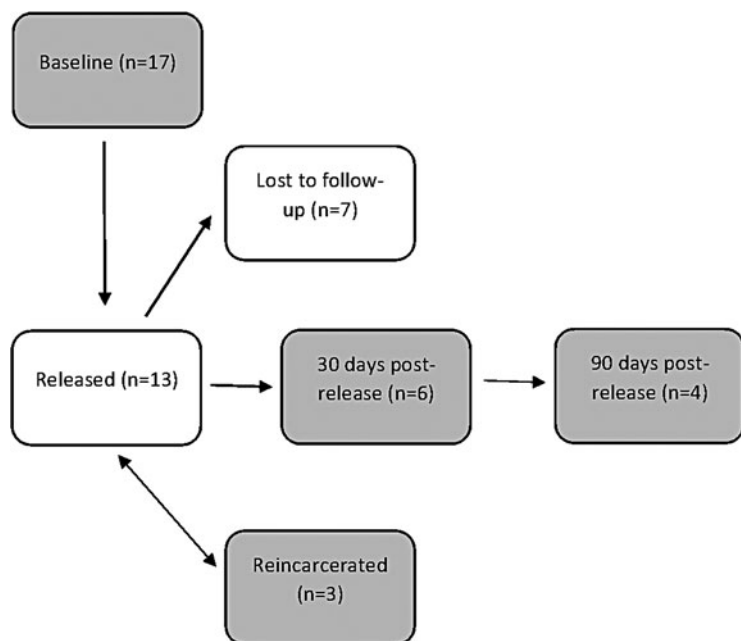 Baseline (n=17)
Lost to follow-
up (n=7)
Released (n=13)
30 days post-
release (n=6)
90 days post-
release (n=4)
Reincarcerated
(n=3)